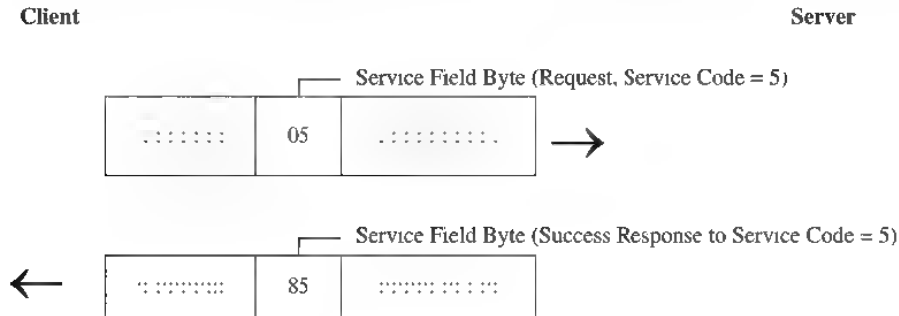 Client
Server
Service Field Byte (Request, Service Code = 5)
05
Service Field Byte (Success Response to Service Code = 5)
85